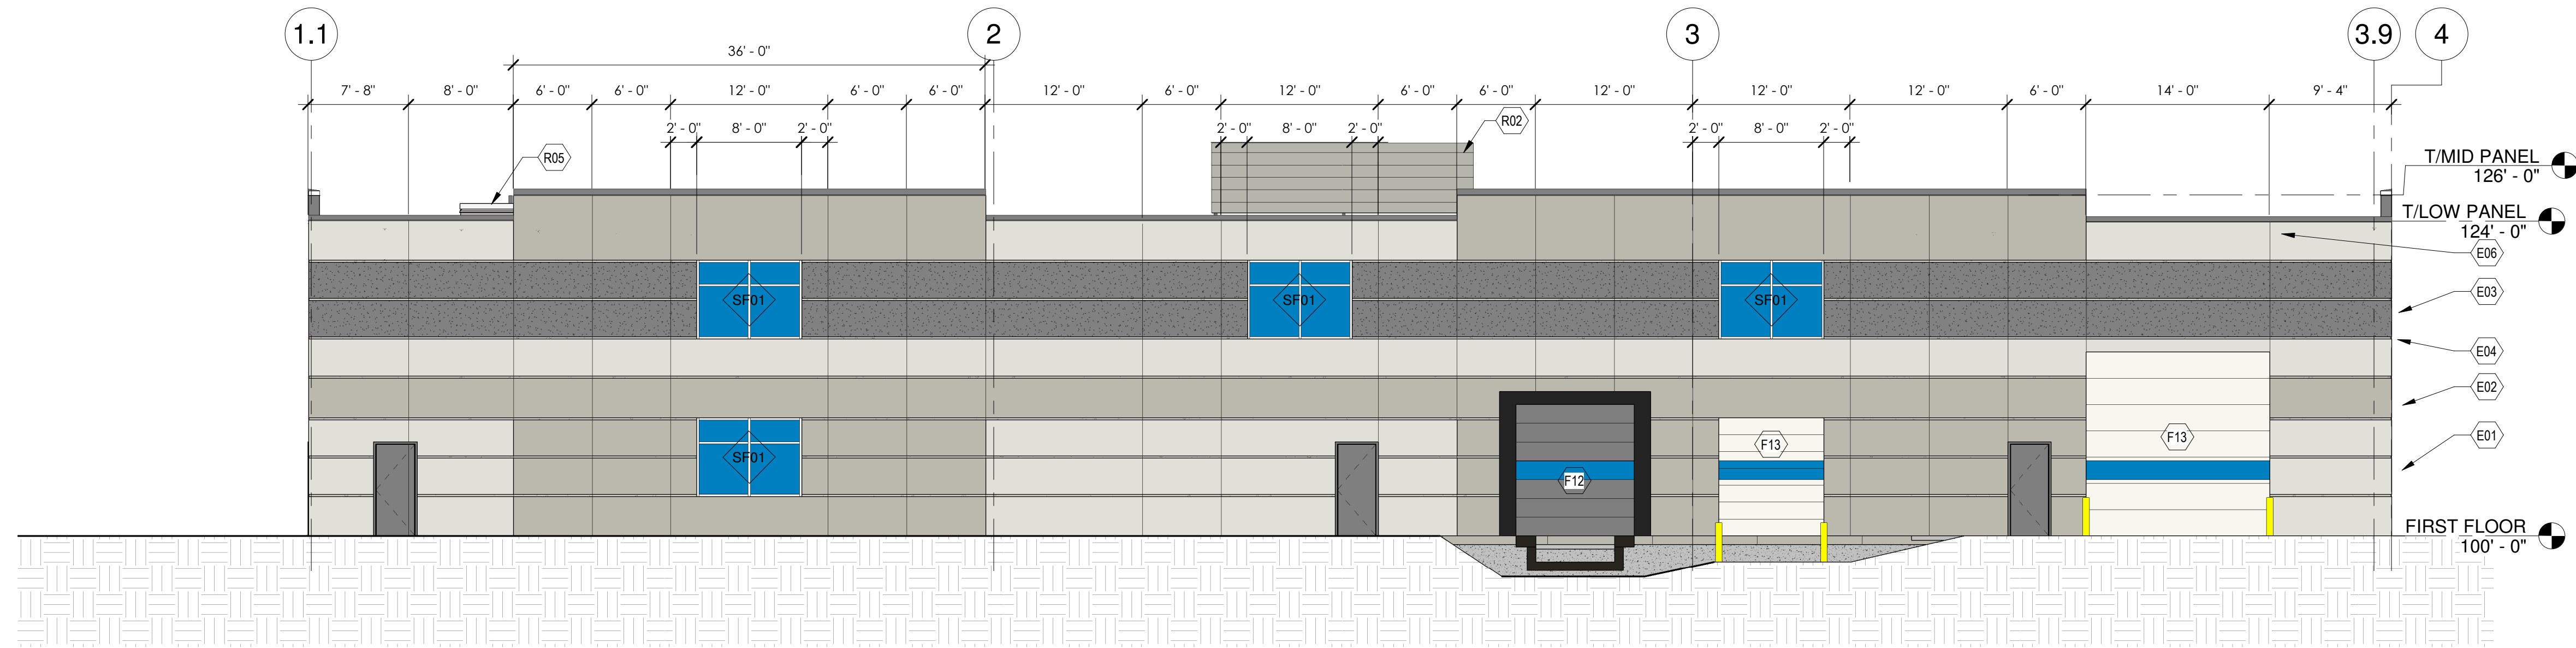 1.1
2
3
3.9
4
36' - 0"
7' - 8"
8' - 0"
6' - 0"
6' - 0"
12' - 0"
6' - 0"
6' - 0"
12' - 0"
6' - 0"
12' - 0"
6' - 0"
6' - 0"
12' - 0"
12' - 0"
12' - 0"
6' - 0"
14' - 0"
9' - 4"
2' - 0"
8' - 0"
2' - 0"
2' - 0"
8' - 0"
2' - 0"
2' - 0"
8' - 0"
2' - 0"
R02
R05
T/MID PANEL
126' - 0"
T/LOW PANEL
124' - 0"
E06
E03
SF01
SF01
SF01
E04
E02
E01
F13
F13
SF01
F12
FIRST FLOOR
100' - 0"